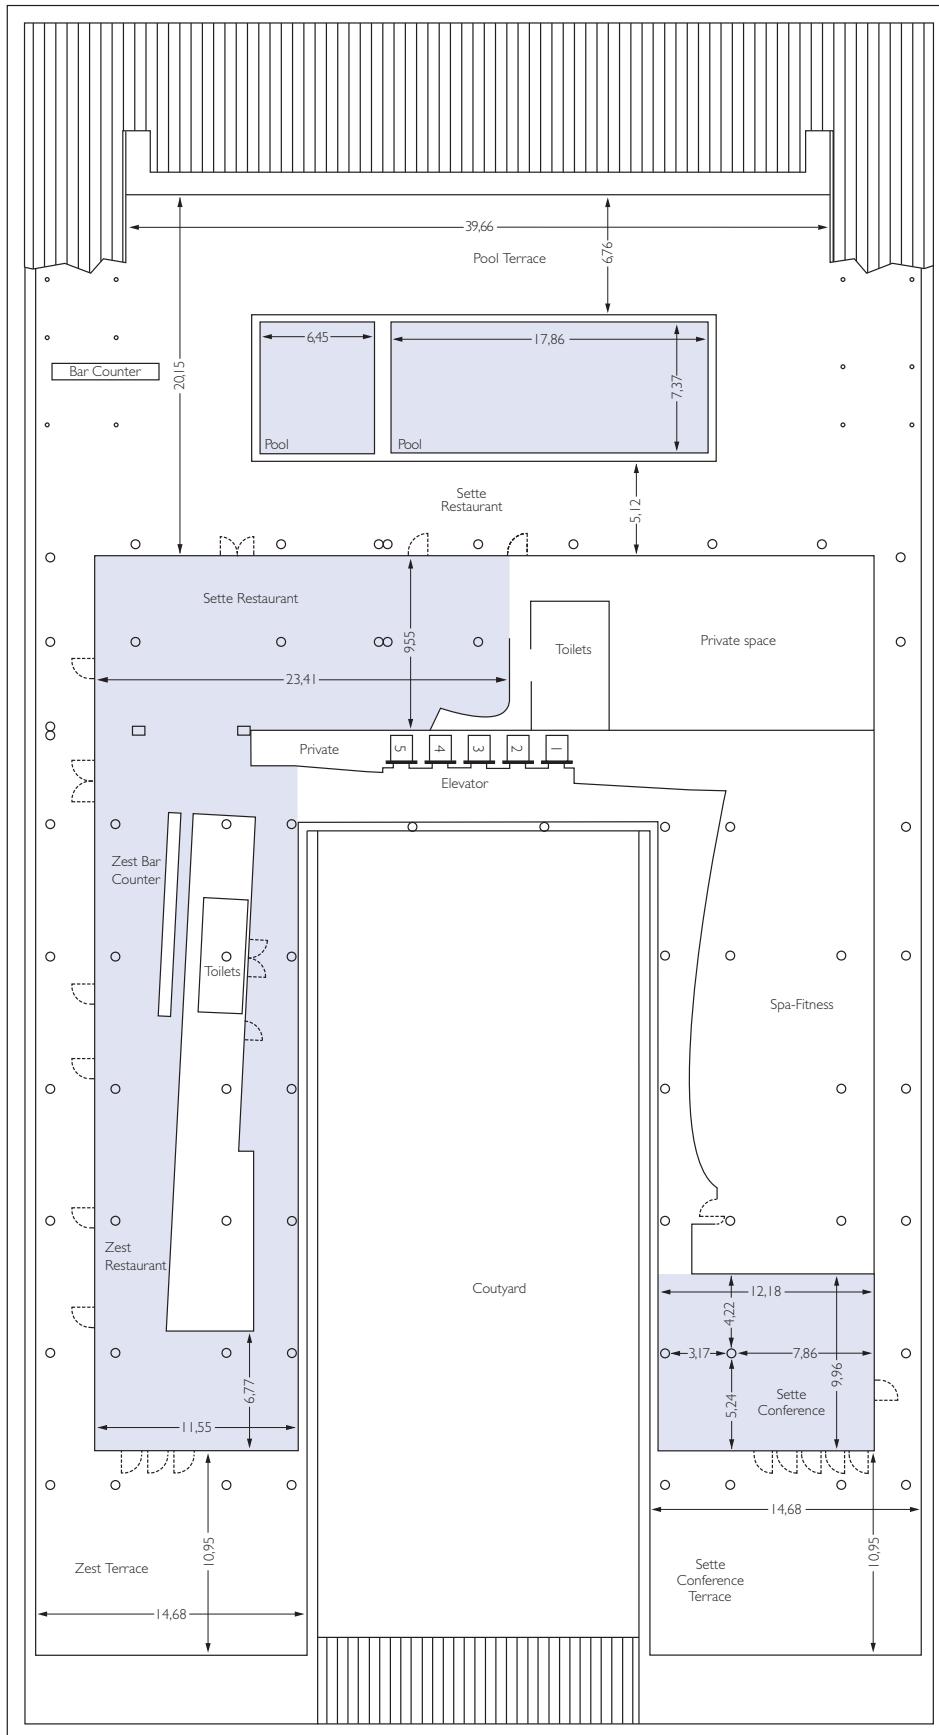 39,66
Pool Terrace
6,76
20,15
6,45
17,86
7,37
Bar Counter
Pool
Pool
Sette
Restaurant
5,12
Sette Restaurant
9,55
Toilets
Private space
23,41
Private
5
4
3
2
1
Elevator
Zest Bar
Counter
Toilets
Spa-Fitness
Zest
Restaurant
Coutyard
12,18
4,22
3,17
7,86
9,96
5,24
Sette
Conference
6,77
11,55
10,95
14,68
10,95
Zest Terrace
Sette
Conference
Terrace
14,68